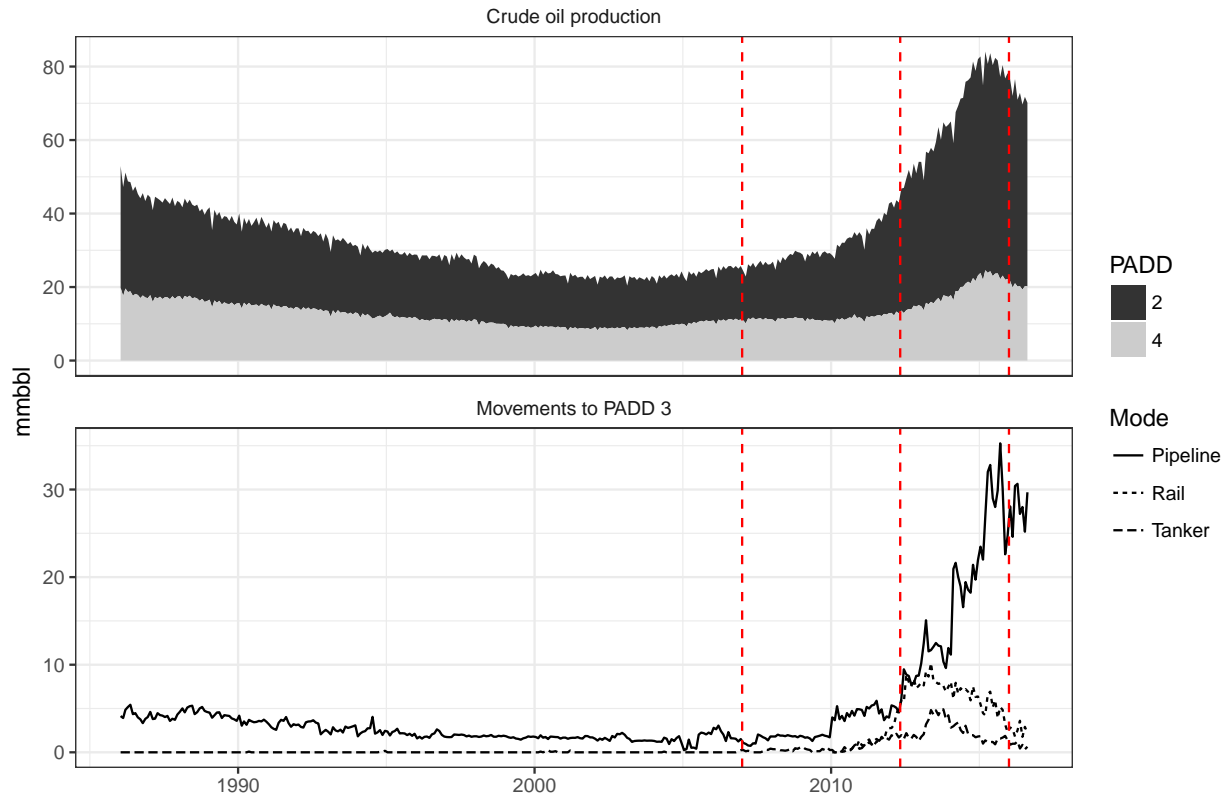 Crude oil production
80
60
40
20
0
mmbbl
Movements to PADD 3
30
20
10
0
1990
2000
2010
PADD
2
4
Mode
Pipeline
Rail
Tanker